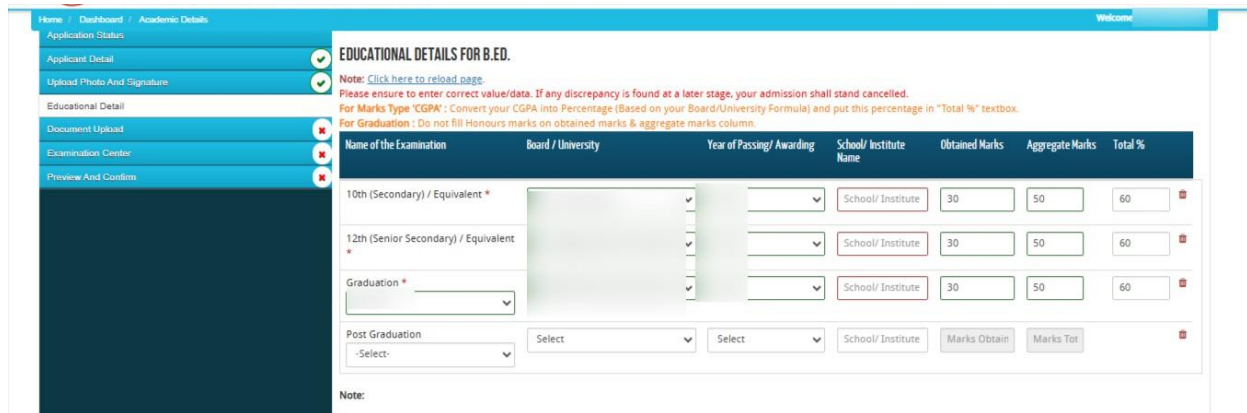 Home / Dashboard / Academic Details
Welcome
Application Status
Applicant Detail
Upload Photo And Signature
Educational Detail
Document Upload
Examination Center
Preview And Confirm
EDUCATIONAL DETAILS FOR B.ED.
Note: Click here to reload page.
Please ensure to enter correct value/data. If any discrepancy is found at a later stage, your admission shall stand cancelled.
For Marks Type 'CGPA' : Convert your CGPA into Percentage (Based on your Board/University Formula) and put this percentage in "Total %" textbox.
For Graduation : Do not fill Honours marks on obtained marks & aggregate marks column.
Name of the Examination Board / University Year of Passing/ Awarding School/ Institute Name Obtained Marks Aggregate Marks Total %
10th (Secondary) / Equivalent * School/ Institute 30 50 60
12th (Senior Secondary) / Equivalent * School/ Institute 30 50 60
Graduation * School/ Institute 30 50 60
Post Graduation
-Select- Select Select School/ Institute Marks Obtain Marks Tot
Note: